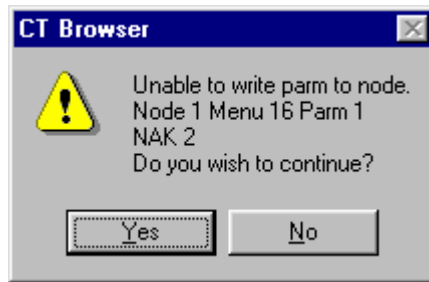 CT Browser
Unable to write parm to node.
Node 1 Menu 16 Parm 1
NAK 2
Do you wish to continue?
Yes
No